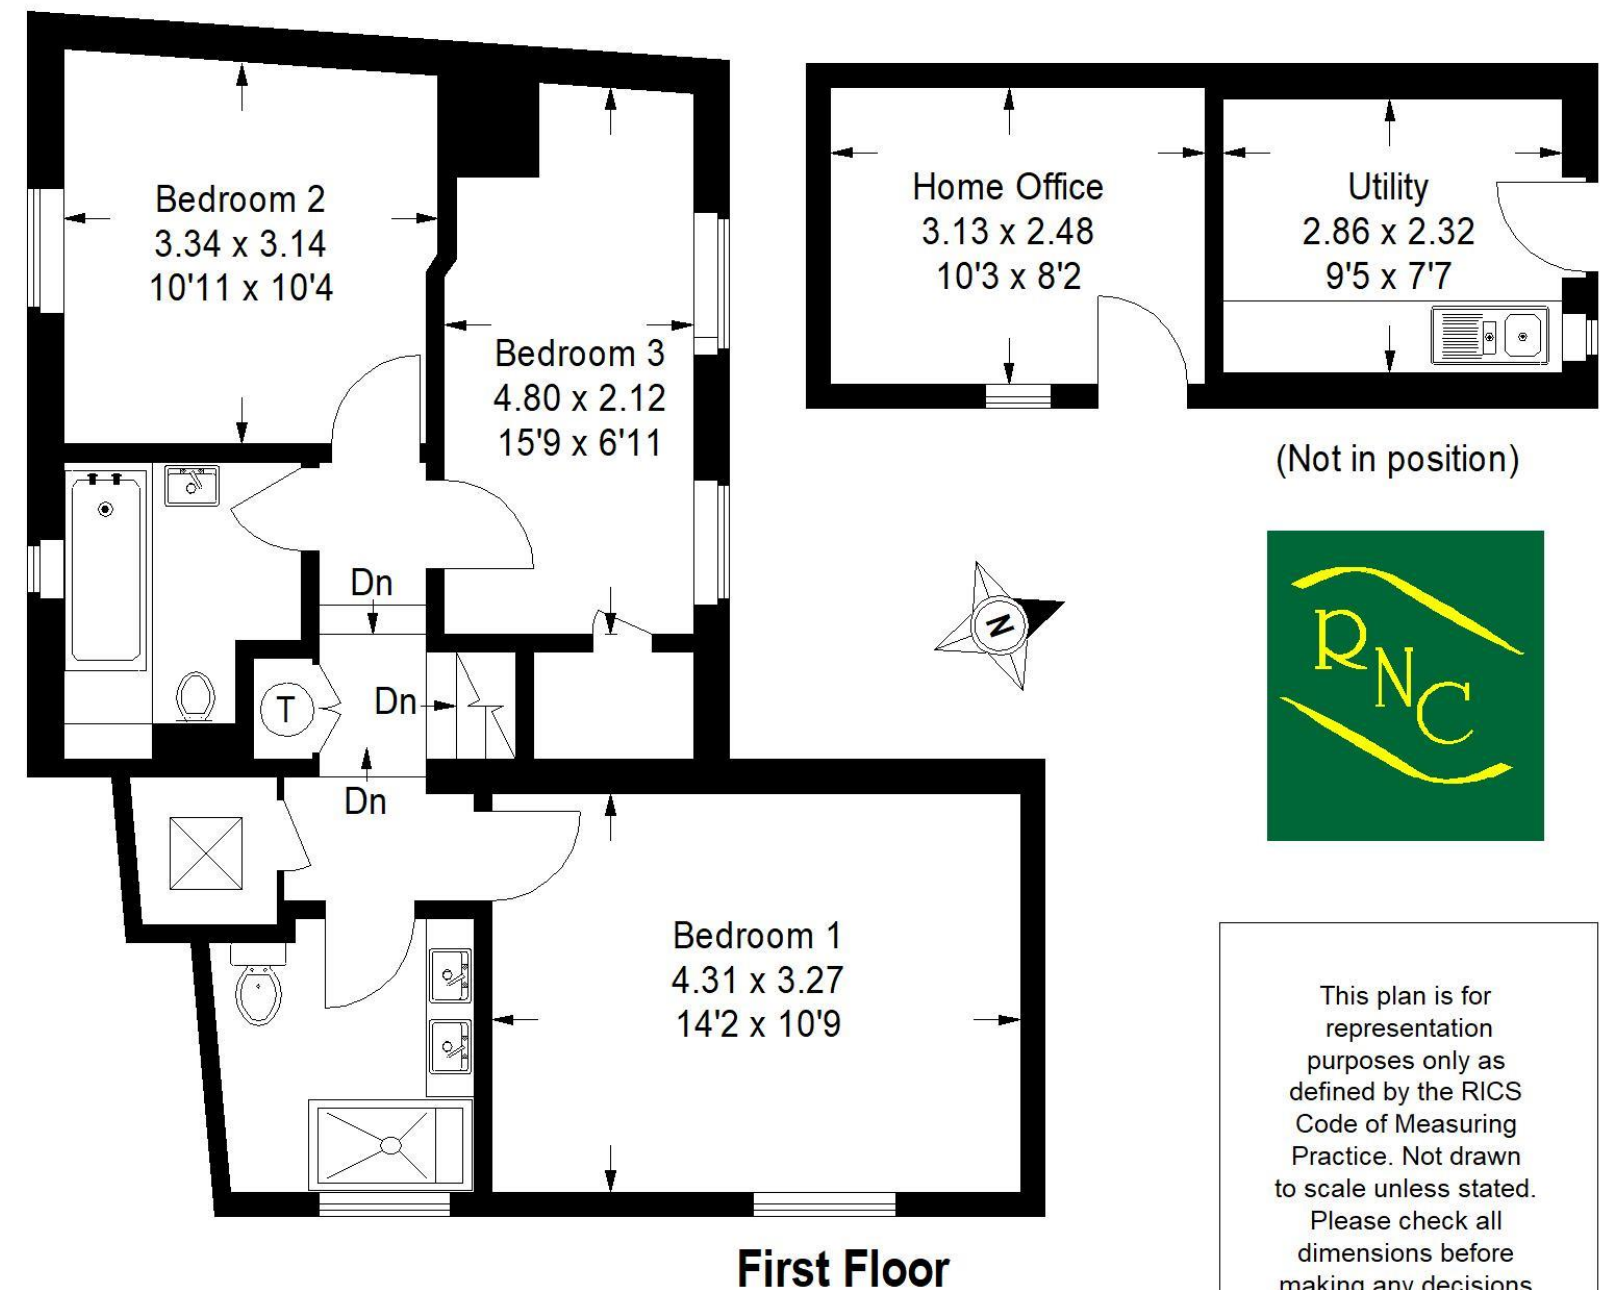 Bedroom 2
3.34 x 3.14
10'11 x 10'4
Bedroom 3
4.80 x 2.12
15'9 x 6'11
Home Office
3.13 x 2.48
10'3 x 8'2
Utility
2.86 x 2.32
9'5 x 7'7
(Not in position)
Dn
Dn
T
Dn
N
RNC
Bedroom 1
4.31 x 3.27
14'2 x 10'9
First Floor
This plan is for
representation
purposes only as
defined by the RICS
Code of Measuring
Practice. Not drawn
to scale unless stated.
Please check all
dimensions before
making any decisions